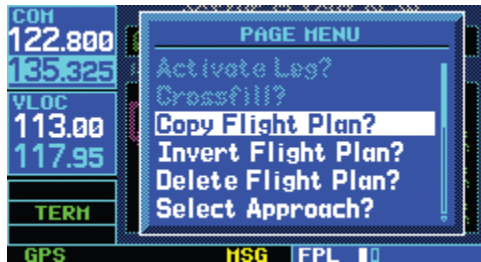 COM
122.800
135.325
VLOC
113.00
117.95
TERM
GPS
PAGE MENU
Activate Leg?
Crossfill?
Copy Flight Plan?
Invert Flight Plan?
Delete Flight Plan?
Select Approach?
MSG
FPL